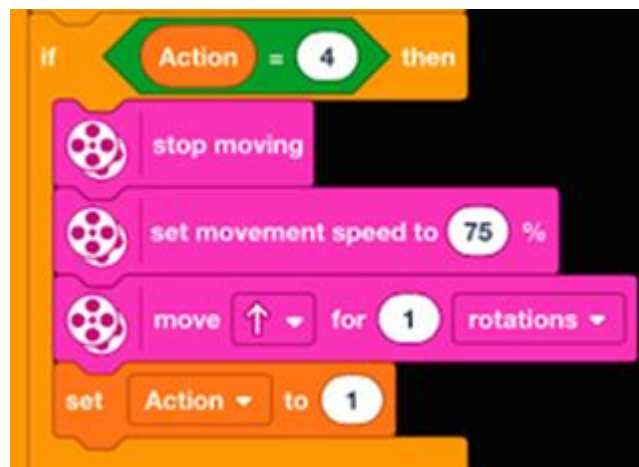 if Action = 4 then
stop moving
set movement speed to 75 %
move ↑ for 1 rotations
set Action to 1